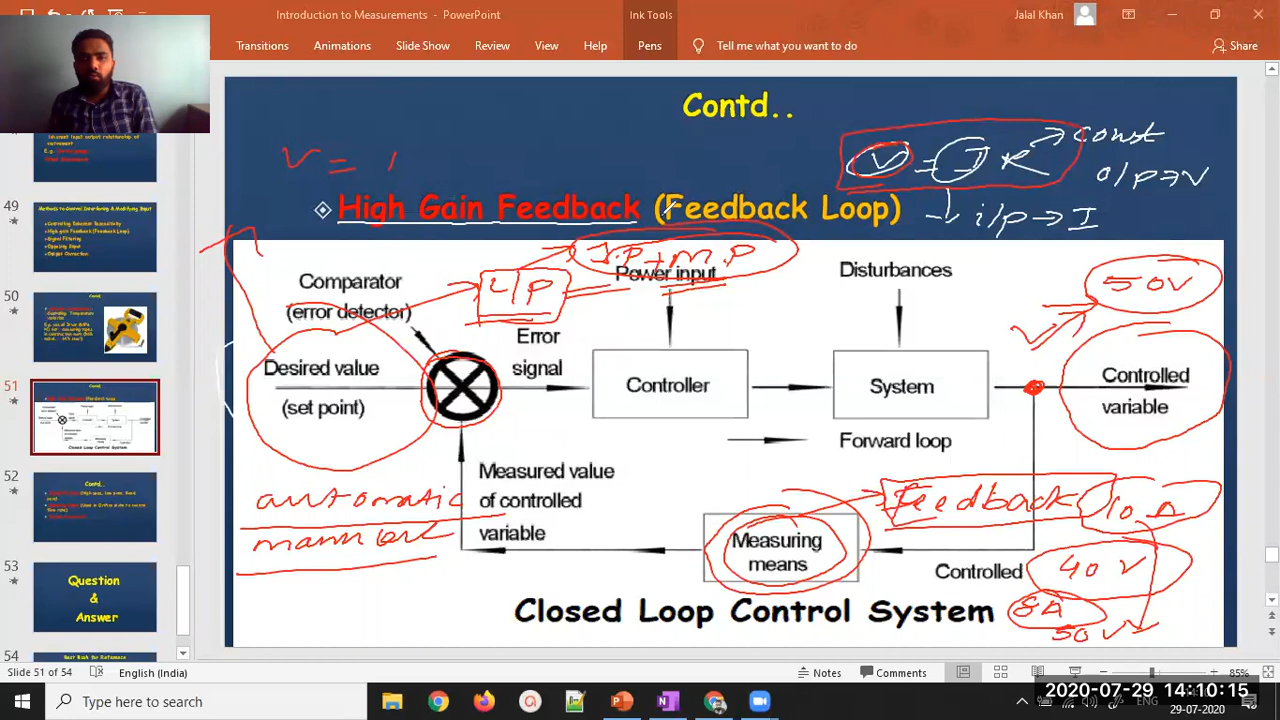 Introduction to Measurements - PowerPoint
Ink Tools
Jalal Khan
Transitions
Animations
Slide Show
Review
View
Help
Pens
Tell me what you want to do
Share
49
50
51
52
53
Question
&
Answer
54
Contd..
V =
V = I R
const
o/p → V
i/p → I
High Gain Feedback (Feedback Loop)
Comparator
(error detector)
Desired value
(set point)
I/P
I.P + M.P
Power input
Disturbances
50V
Error
signal
Controller
System
Controlled
variable
Forward loop
Measured value
of controlled
variable
automatic
manner
Feedback
10 A
Measuring
means
Controlled
40 V
8A
50 V
Closed Loop Control System
Slide 51 of 54
English (India)
Notes
Comments
85%
Type here to search
2020-07-29 14:10:15
ENG
29-07-2020